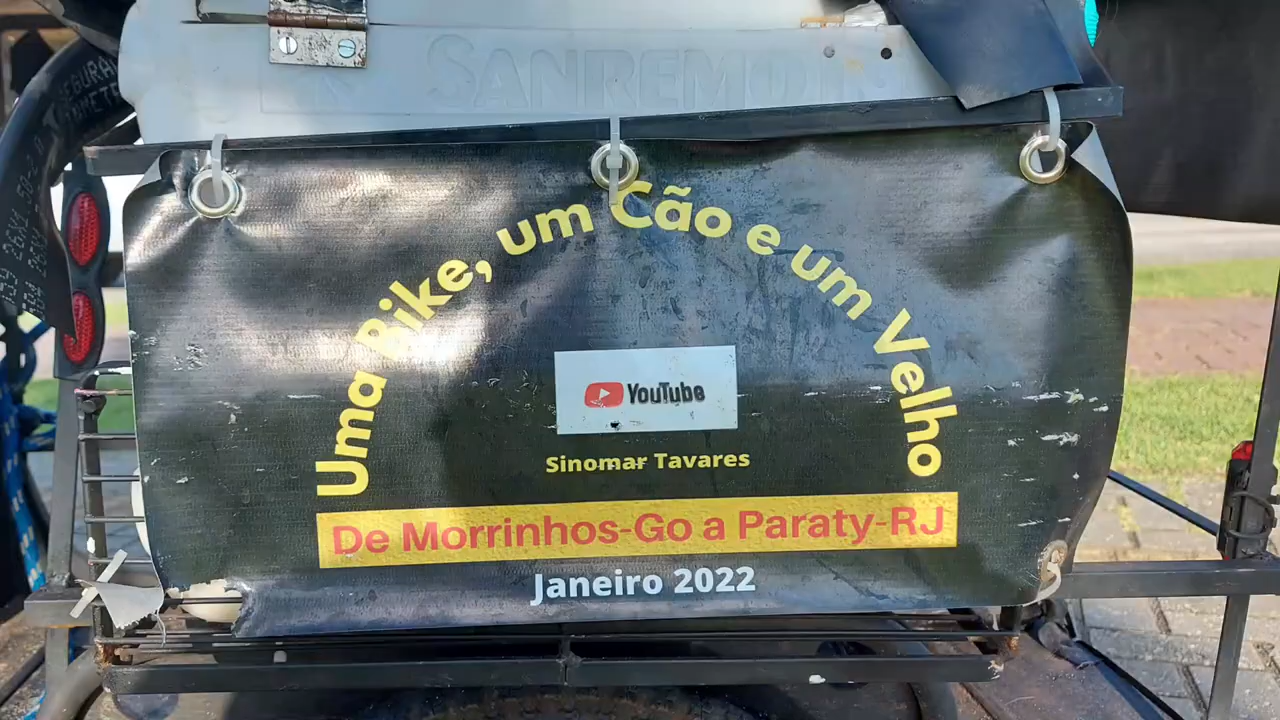 SANREMO
Uma Bike, um Cão e um Velho
YouTube
Sinomar Tavares
De Morrinhos-Go a Paraty-RJ
Janeiro 2022